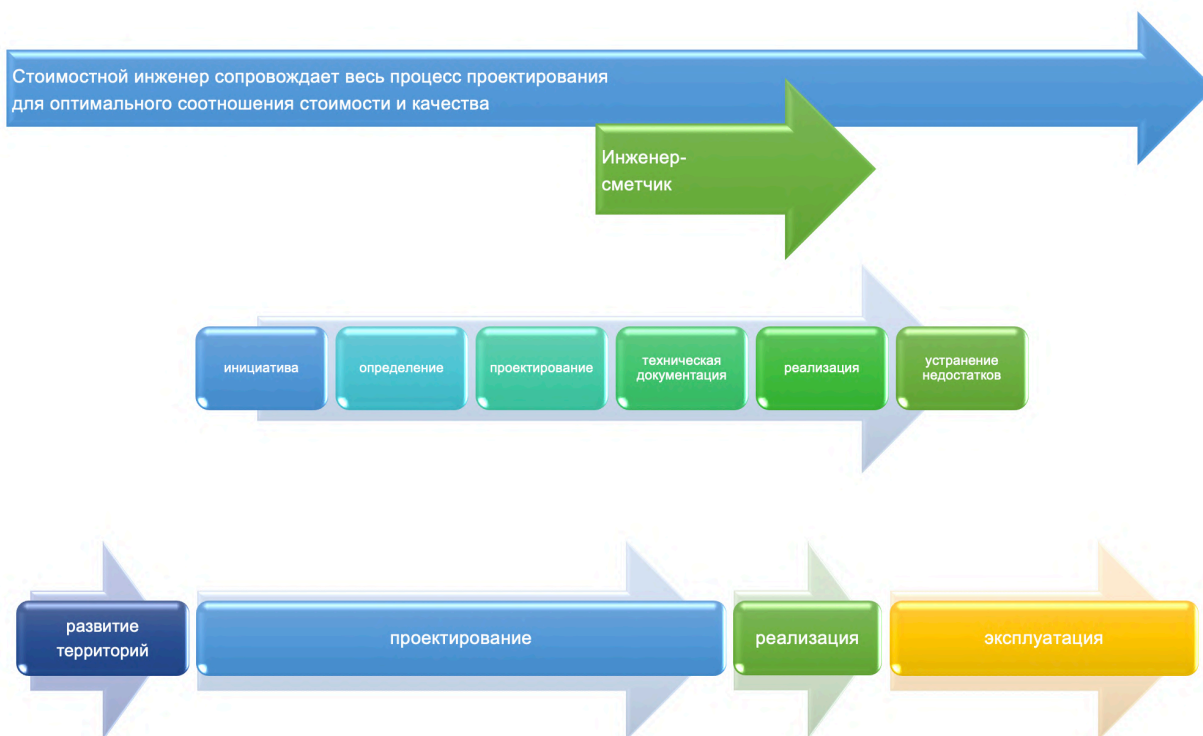 Стоимостной инженер сопровождает весь процесс проектирования
для оптимального соотношения стоимости и качества
Инженер-
сметчик
инициатива
определение
проектирование
техническая
документация
реализация
устранение
недостатков
развитие
территорий
проектирование
реализация
эксплуатация